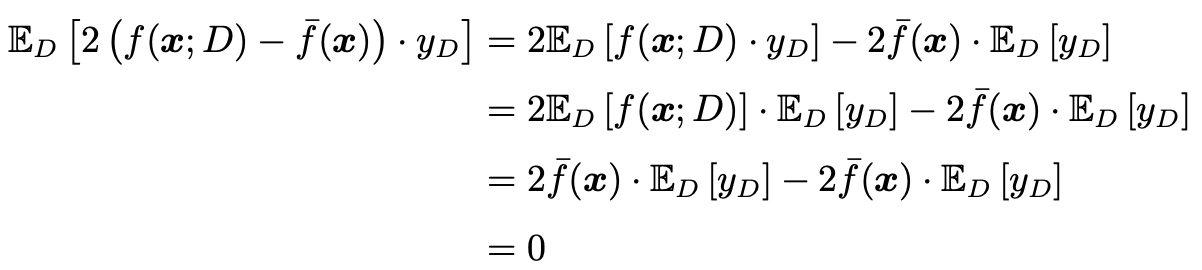 𝔼_D [2 (f(𝒙; D) − f̄(𝒙)) · y_D] = 2𝔼_D [f(𝒙; D) · y_D] − 2f̄(𝒙) · 𝔼_D [y_D]
= 2𝔼_D [f(𝒙; D)] · 𝔼_D [y_D] − 2f̄(𝒙) · 𝔼_D [y_D]
= 2f̄(𝒙) · 𝔼_D [y_D] − 2f̄(𝒙) · 𝔼_D [y_D]
= 0